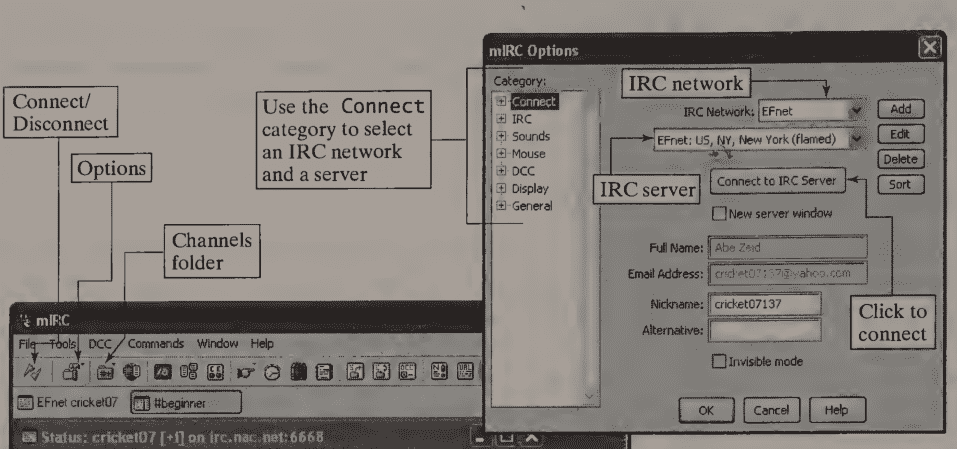 mIRC Options
Category:
Connect
IRC
Sounds
Mouse
DCC
Display
General
IRC network
IRC Network: EFnet
EFnet: US, NY, New York (flamed)
Add
Edit
Delete
Sort
IRC server
Connect to IRC Server
New server window
Full Name: Abe Zeid
Email Address: cricket07137@yahoo.com
Nickname: cricket07137
Alternative:
Invisible mode
Click to
connect
OK Cancel Help
Connect/
Disconnect
Options
Channels
folder
Use the Connect
category to select
an IRC network
and a server
mIRC
File Tools DCC Commands Window Help
EFnet cricket07 #beginner
Status: cricket07 [+i] on irc.nac.net:6668